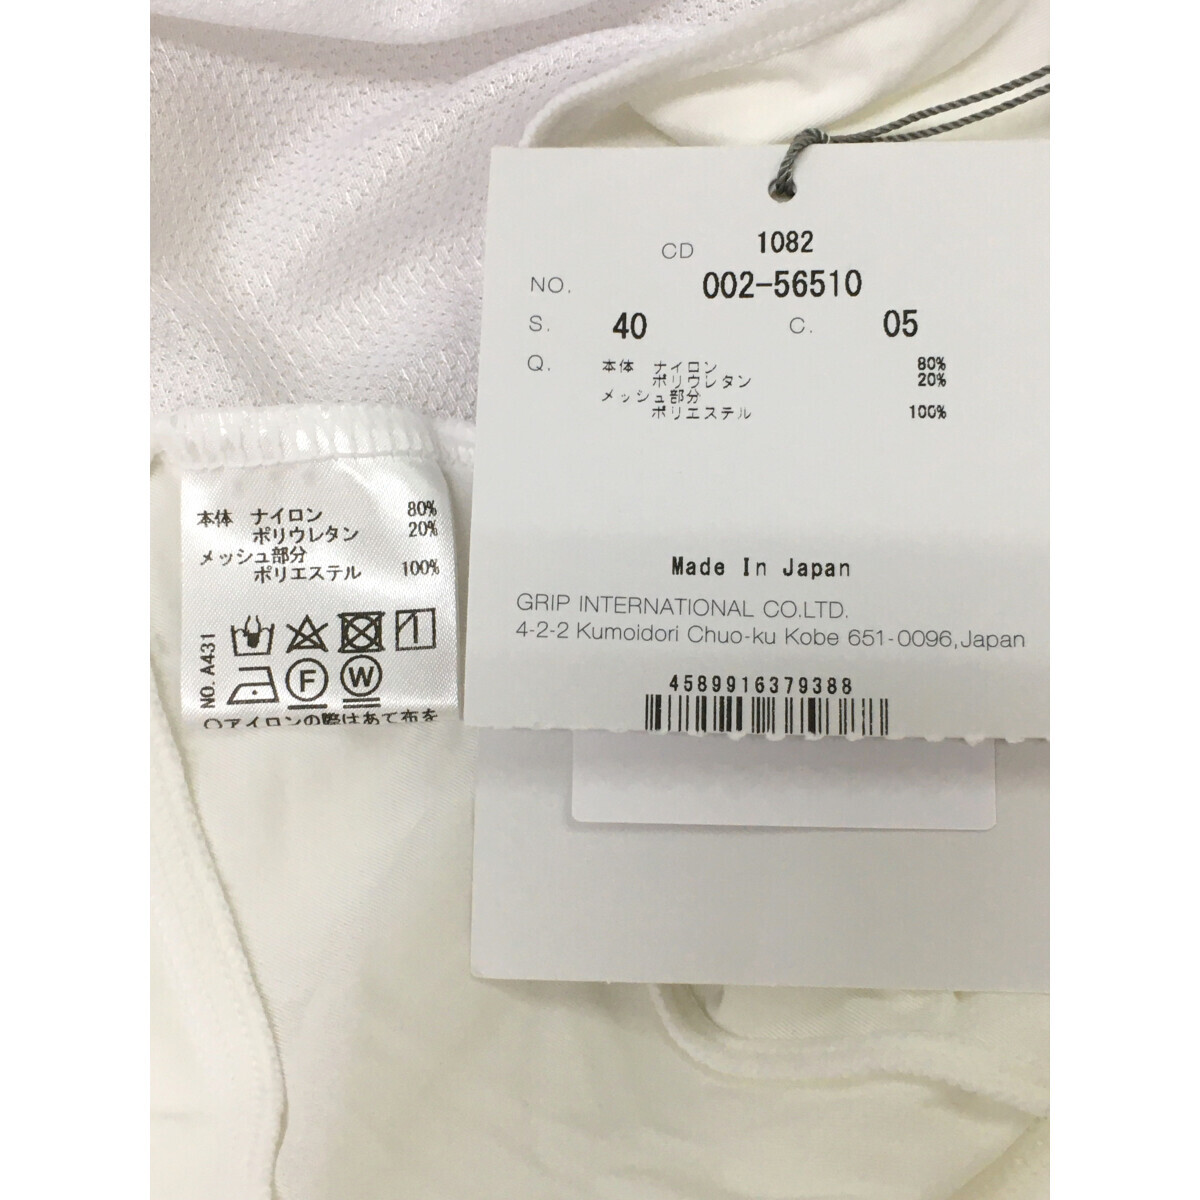 CD 1082
NO. 002-56510
S. 40 C. 05
Q. 本体 ナイロン 80%
ポリウレタン 20%
メッシュ部分
ポリエステル 100%
Made In Japan
GRIP INTERNATIONAL CO.LTD.
4-2-2 Kumoidori Chuo-ku Kobe 651-0096,Japan
4589916379388
本体 ナイロン 80%
ポリウレタン 20%
メッシュ部分
ポリエステル 100%
NO. A431
F W
○アイロンの際はあて布を